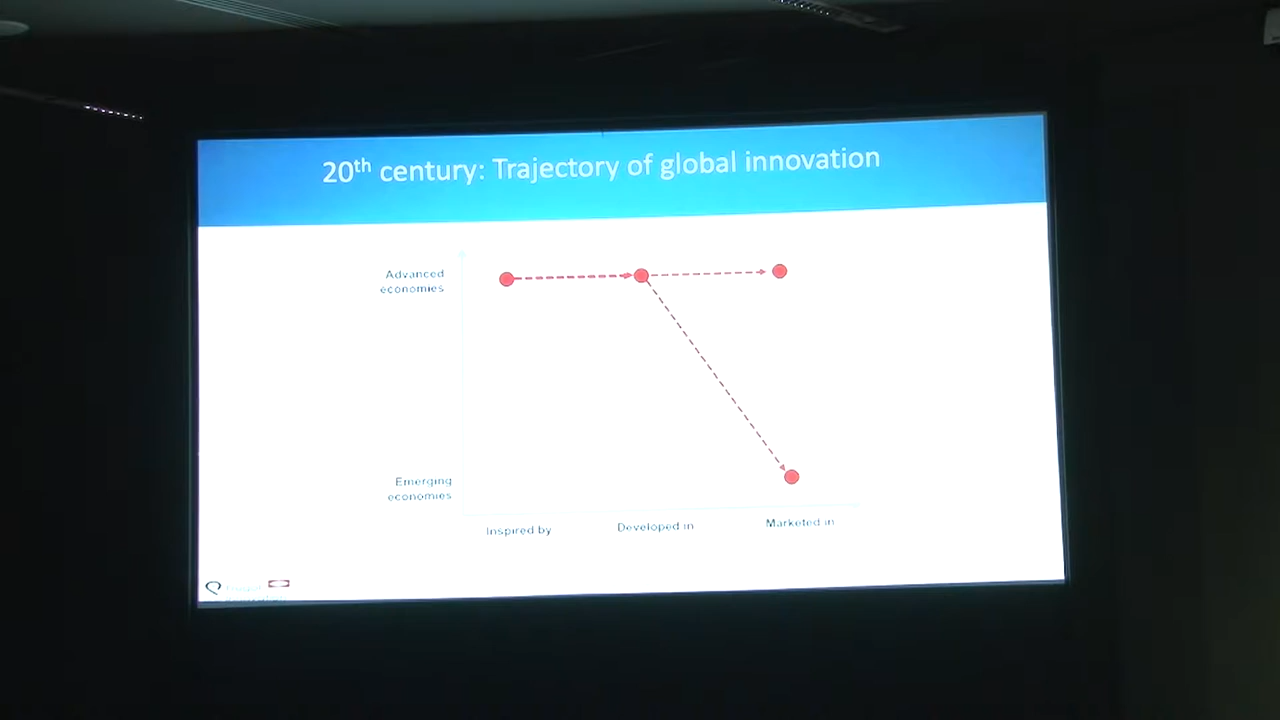 20th century: Trajectory of global innovation
Advanced
economies
Emerging
economies
Inspired by
Developed in
Marketed in